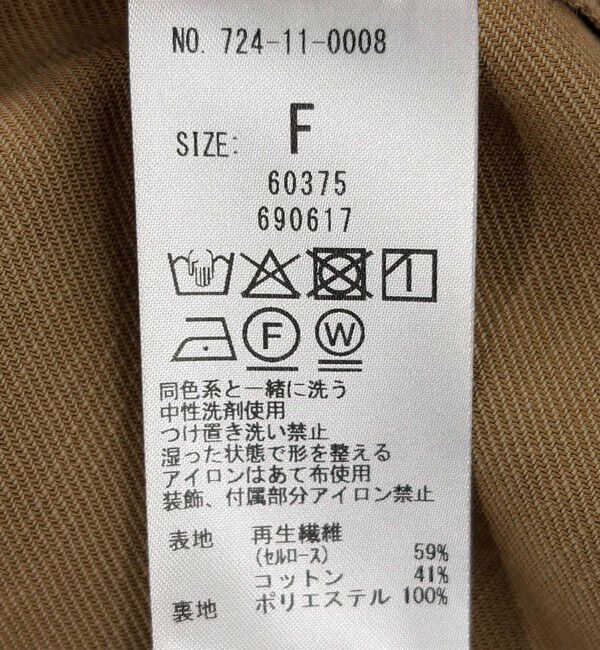 NO. 724-11-0008
SIZE: F
60375
690617
F W
同色系と一緒に洗う
中性洗剤使用
つけ置き洗い禁止
湿った状態で形を整える
アイロンはあて布使用
装飾、付属部分アイロン禁止
表地 再生繊維
(セルロース) 59%
コットン 41%
裏地 ポリエステル 100%